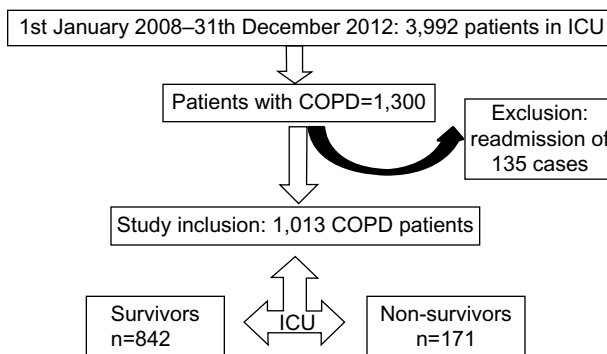 1st January 2008–31th December 2012: 3,992 patients in ICU
Patients with COPD=1,300
Exclusion:
readmission of
135 cases
Study inclusion: 1,013 COPD patients
Survivors
n=842
ICU
Non-survivors
n=171